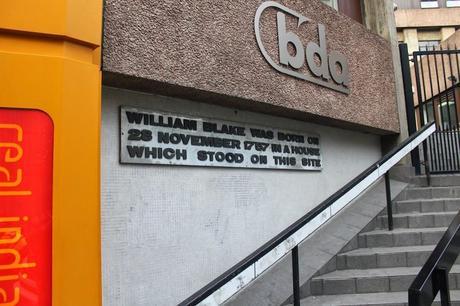 bda
WILLIAM BLAKE WAS BORN ON
28 NOVEMBER 1757 IN A HOUSE
WHICH STOOD ON THIS SITE
real india